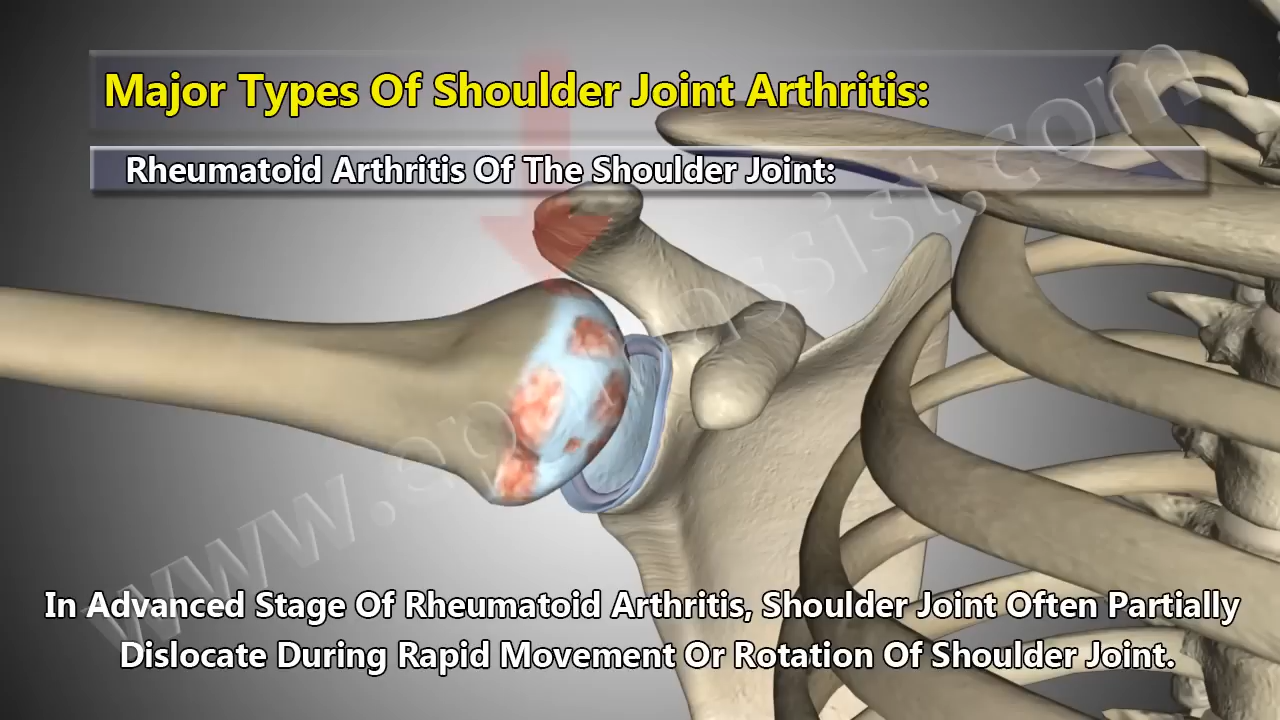 Major Types Of Shoulder Joint Arthritis:
Rheumatoid Arthritis Of The Shoulder Joint:
In Advanced Stage Of Rheumatoid Arthritis, Shoulder Joint Often Partially
Dislocate During Rapid Movement Or Rotation Of Shoulder Joint.